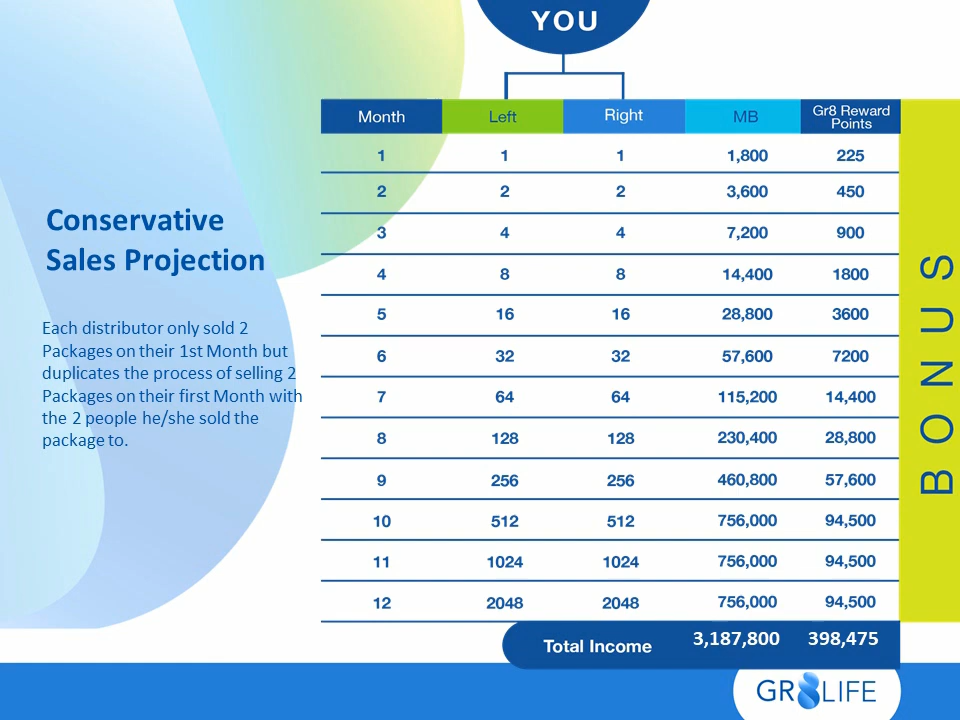 YOU
Month Left Right MB Gr8 Reward Points
1 1 1 1,800 225
2 2 2 3,600 450
3 4 4 7,200 900
4 8 8 14,400 1800
5 16 16 28,800 3600
6 32 32 57,600 7200
7 64 64 115,200 14,400
8 128 128 230,400 28,800
9 256 256 460,800 57,600
10 512 512 756,000 94,500
11 1024 1024 756,000 94,500
12 2048 2048 756,000 94,500
Total Income 3,187,800 398,475
BONUS
Conservative
Sales Projection
Each distributor only sold 2
Packages on their 1st Month but
duplicates the process of selling 2
Packages on their first Month with
the 2 people he/she sold the
package to.
GR8LIFE